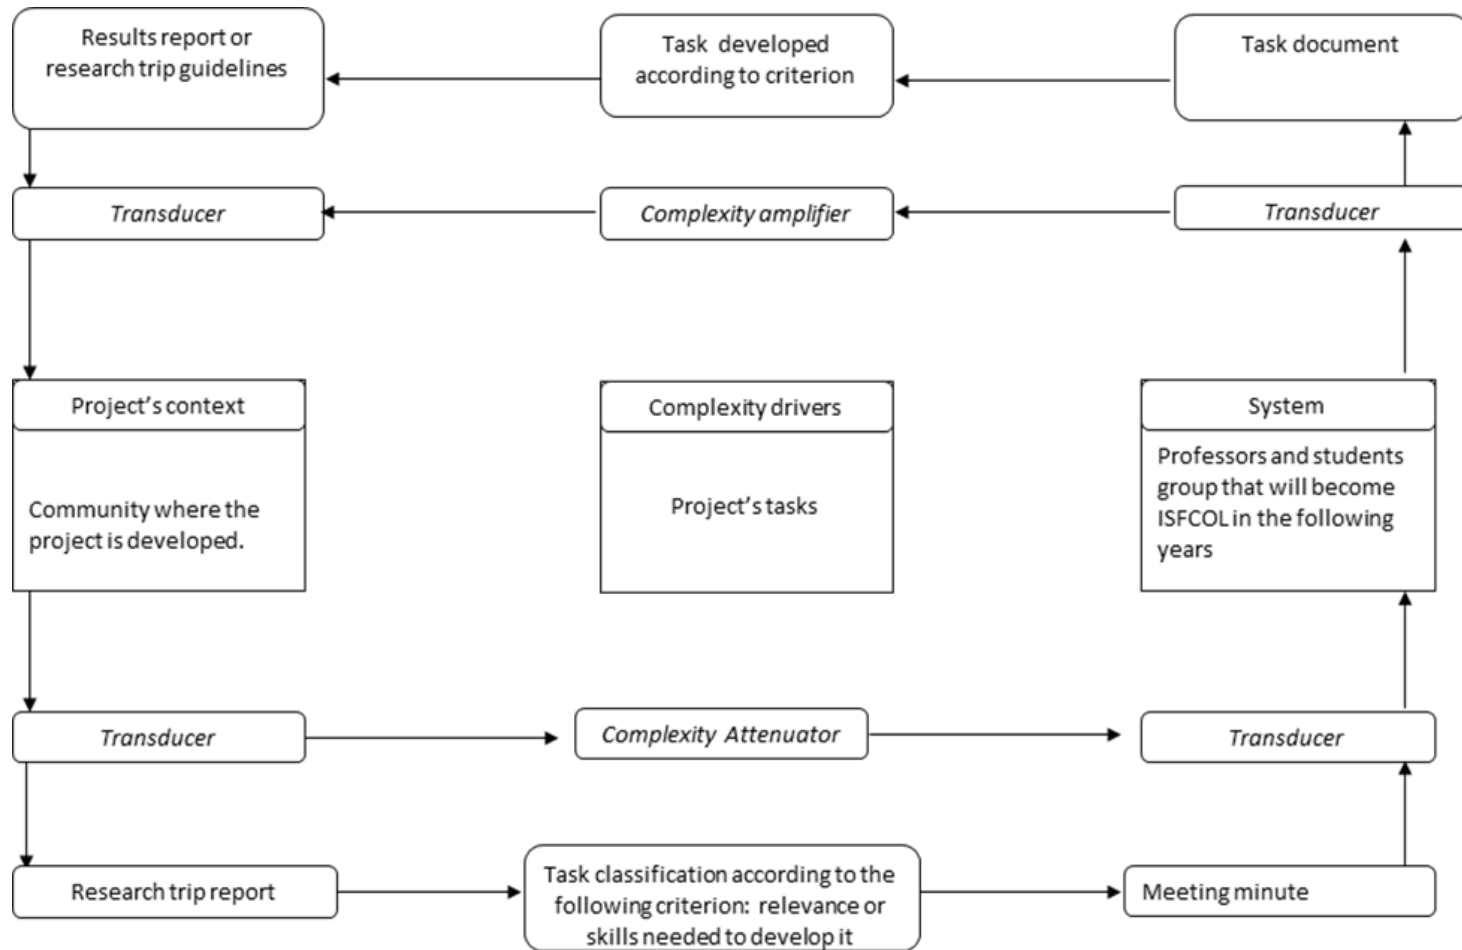 Results report or
research trip guidelines
Task developed
according to criterion
Task document
Transducer
Complexity amplifier
Transducer
Project's context
Community where the
project is developed.
Complexity drivers
Project's tasks
System
Professors and students
group that will become
ISFCOL in the following
years
Transducer
Complexity Attenuator
Transducer
Research trip report
Task classification according to the
following criterion: relevance or
skills needed to develop it
Meeting minute